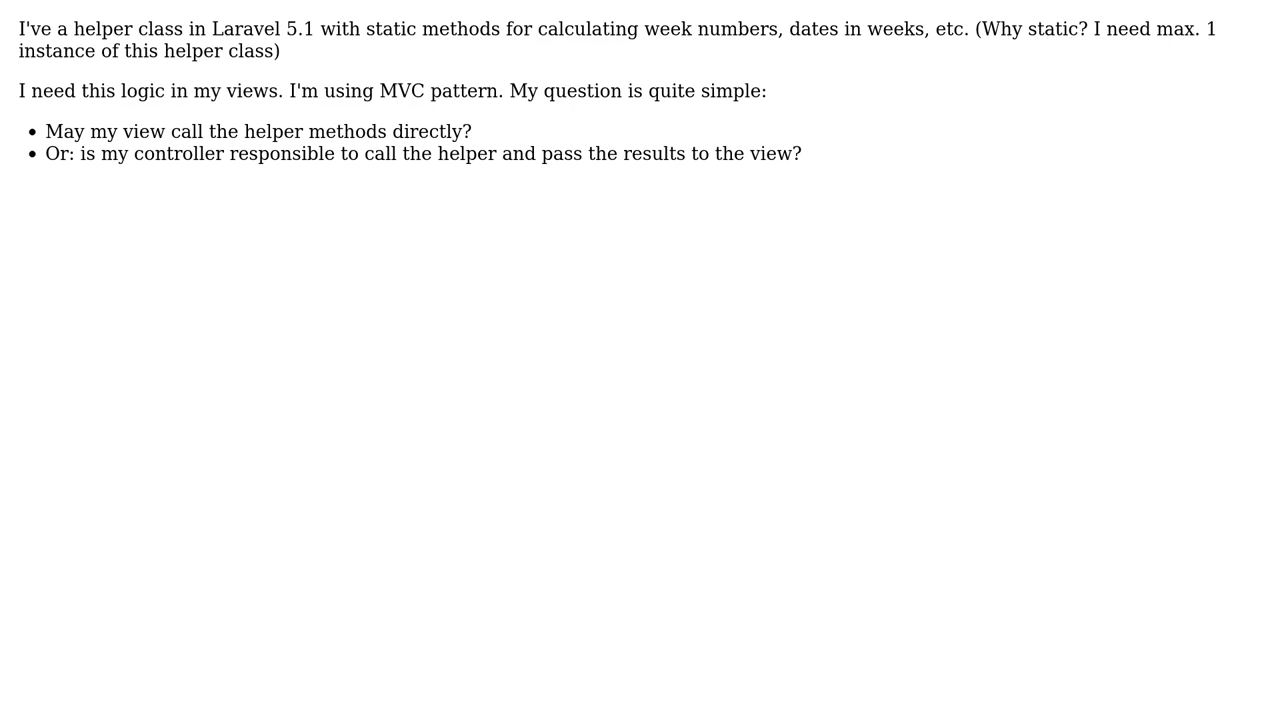 I've a helper class in Laravel 5.1 with static methods for calculating week numbers, dates in weeks, etc. (Why static? I need max. 1
instance of this helper class)
I need this logic in my views. I'm using MVC pattern. My question is quite simple:
• May my view call the helper methods directly?
• Or: is my controller responsible to call the helper and pass the results to the view?